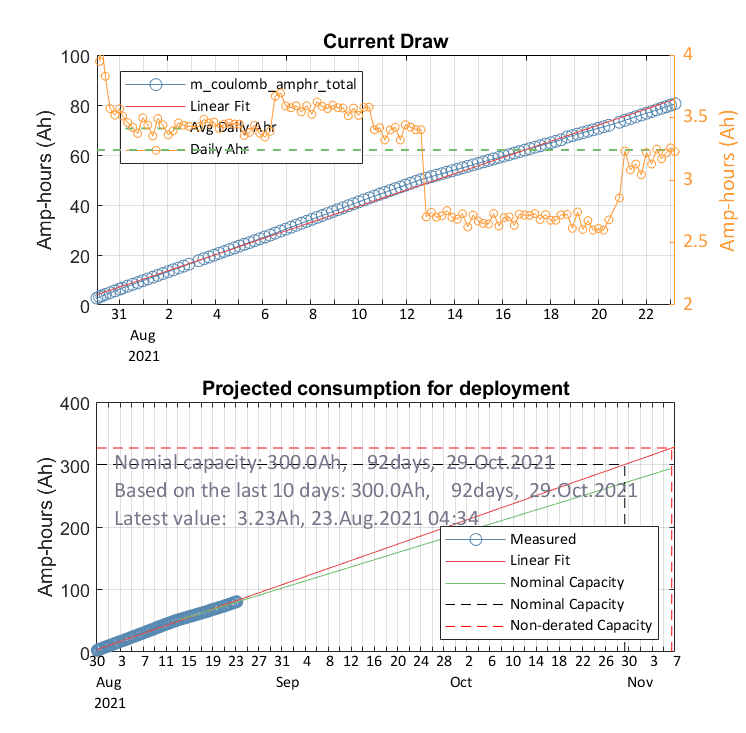 Current Draw
100
80
60
40
20
0
Amp-hours (Ah)
4
3.5
3
2.5
2
Amp-hours (Ah)
m_coulomb_amphr_total
Linear Fit
Avg Daily Ahr
Daily Ahr
31 2 4 6 8 10 12 14 16 18 20 22
Aug
2021
Projected consumption for deployment
400
300
200
100
0
Amp-hours (Ah)
Nomial capacity: 300.0Ah, 92days, 29.Oct.2021
Based on the last 10 days: 300.0Ah, 92days, 29.Oct.2021
Latest value: 3.23Ah, 23.Aug.2021 04:34
Measured
Linear Fit
Nominal Capacity
Nominal Capacity
Non-derated Capacity
30 3 7 11 15 19 23 27 31 4 8 12 16 20 24 28 2 6 10 14 18 22 26 30 3 7
Aug Sep Oct Nov
2021